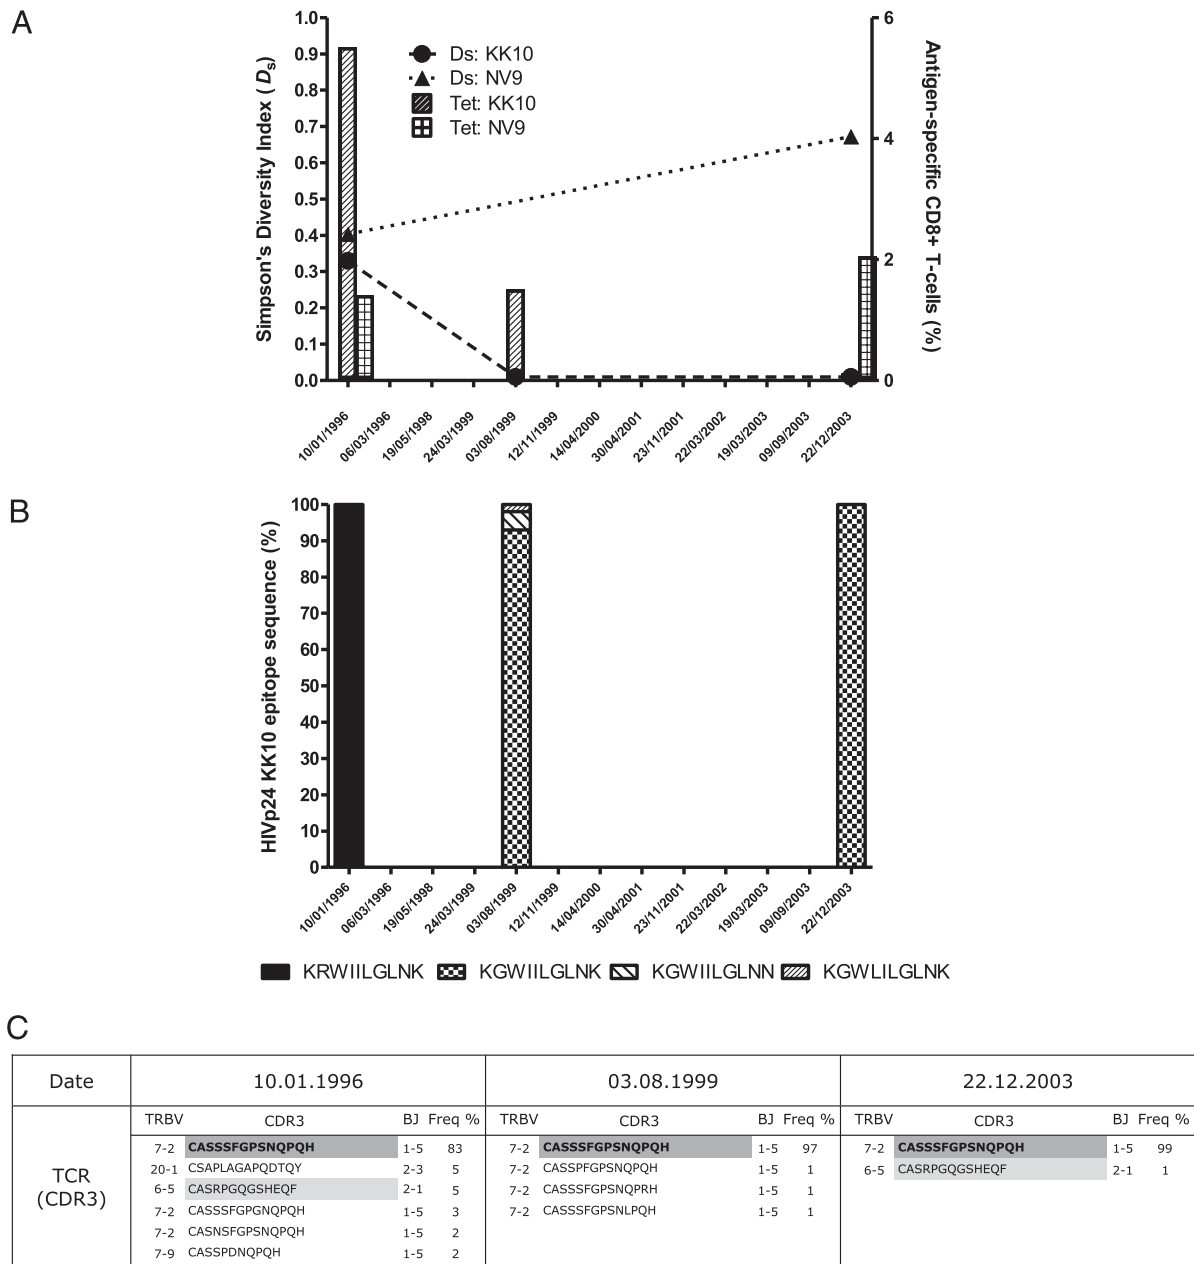 A
Simpson's Diversity Index (Ds)
1.0
0.9
0.8
0.7
0.6
0.5
0.4
0.3
0.2
0.1
0.0
Ds: KK10
Ds: NV9
Tet: KK10
Tet: NV9
6
4
2
0
Antigen-specific CD8+ T-cells (%)
10/01/1996
06/03/1996
19/05/1998
24/03/1999
03/08/1999
12/11/1999
14/04/2000
30/04/2001
23/11/2001
22/03/2002
19/03/2003
09/09/2003
22/12/2003
B
HIVp24 KK10 epitope sequence (%)
100
90
80
70
60
50
40
30
20
10
0
10/01/1996
06/03/1996
19/05/1998
24/03/1999
03/08/1999
12/11/1999
14/04/2000
30/04/2001
23/11/2001
22/03/2002
19/03/2003
09/09/2003
22/12/2003
KRWIILGLNK KGWIILGLNK KGWIILGLNN KGWLILGLNK
C
Date 10.01.1996 03.08.1999 22.12.2003
TCR
(CDR3)
TRBV CDR3 BJ Freq % TRBV CDR3 BJ Freq % TRBV CDR3 BJ Freq %
7-2 CASSSFGPSNQPQH 1-5 83 7-2 CASSSFGPSNQPQH 1-5 97 7-2 CASSSFGPSNQPQH 1-5 99
20-1 CSAPLAGAPQDTQY 2-3 5 7-2 CASSPFGPSNQPQH 1-5 1 6-5 CASRPGQGSHEQF 2-1 1
6-5 CASRPGQGSHEQF 2-1 5 7-2 CASSSFGPSNQPRH 1-5 1
7-2 CASSSFGPGNQPQH 1-5 3 7-2 CASSSFGPSNLPQH 1-5 1
7-2 CASNSFGPSNQPQH 1-5 2
7-9 CASSPDNQPQH 1-5 2